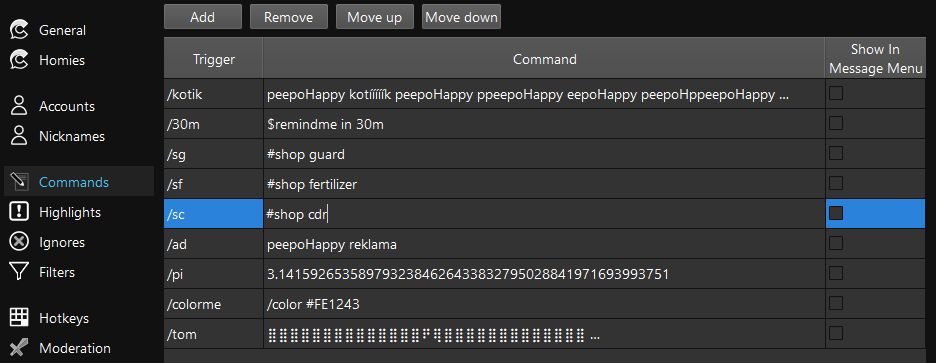 Add Remove Move up Move down
General
Homies
Accounts
Nicknames
Commands
Highlights
Ignores
Filters
Hotkeys
Moderation
Trigger Command Show In
Message Menu
/kotik peepoHappy kotííííík peepoHappy ppeepoHappy eepoHappy peepoHppeepoHappy ...
/30m $remindme in 30m
/sg #shop guard
/sf #shop fertilizer
/sc #shop cdr
/ad peepoHappy reklama
/pi 3.14159265358979323846264338327950288419716939937​51
/colorme /color #FE1243
/tom ...